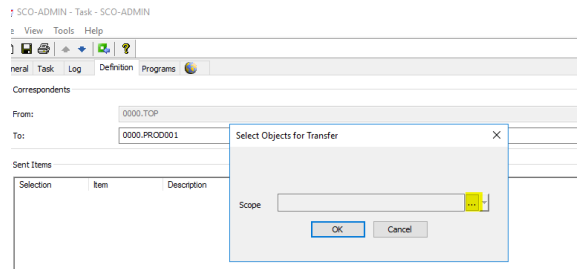 SCO-ADMIN - Task - SCO-ADMIN
View Tools Help
Task Log Definition Programs
Correspondents
From: 0000.TOP
To: 0000.PROD001
Select Objects for Transfer
Sent Items
Selection Item Description
Scope ...
OK Cancel